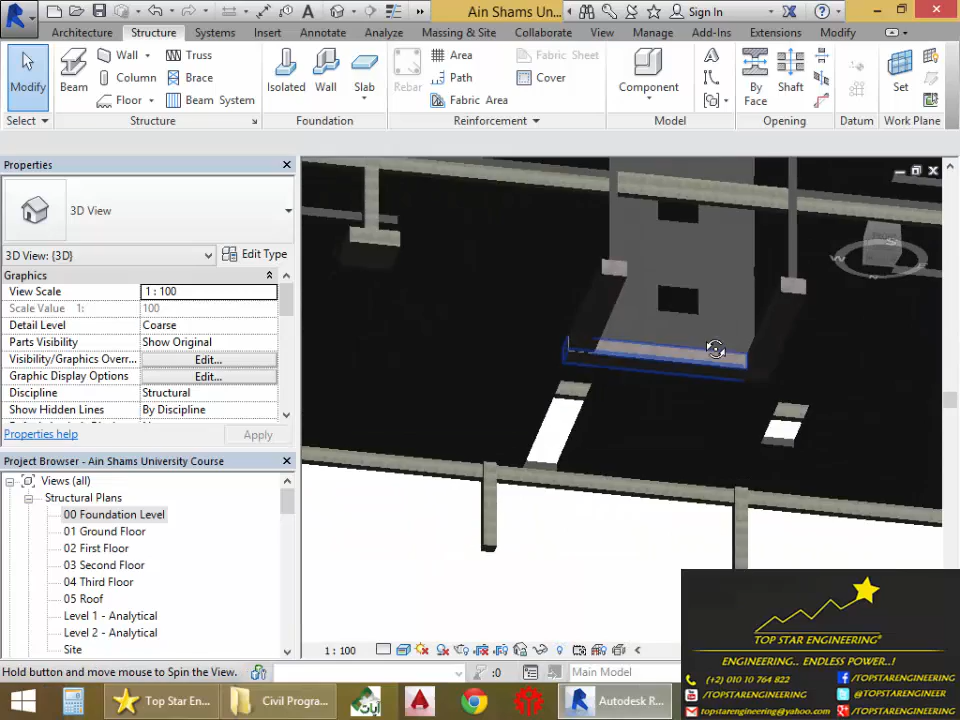 Ain Shams Un...
Sign In
Architecture
Structure
Systems
Insert
Annotate
Analyze
Massing & Site
Collaborate
View
Manage
Add-Ins
Extensions
Modify
Modify
Beam
Wall
Column
Floor
Truss
Brace
Beam System
Isolated
Wall
Slab
Rebar
Area
Path
Fabric Area
Fabric Sheet
Cover
Component
By Face
Shaft
Set
Select
Structure
Foundation
Reinforcement
Model
Opening
Datum
Work Plane
Properties
3D View
3D View: {3D}
Edit Type
Graphics
View Scale 1 : 100
Scale Value 1: 100
Detail Level Coarse
Parts Visibility Show Original
Visibility/Graphics Overr... Edit...
Graphic Display Options Edit...
Discipline Structural
Show Hidden Lines By Discipline
Properties help
Apply
Project Browser - Ain Shams University Course
Views (all)
Structural Plans
00 Foundation Level
01 Ground Floor
02 First Floor
03 Second Floor
04 Third Floor
05 Roof
Level 1 - Analytical
Level 2 - Analytical
Site
1 : 100
Hold button and move mouse to Spin the View.
:0
Main Model
TOP STAR ENGINEERING
ENGINEERING.. ENDLESS POWER..!
(+2) 010 10 764 822
/TOPSTARENGINEERING
/TOPSTARENGINEERING
@TOPSTARENGINEER
topstarengineering@yahoo.com
/TOPSTARENGINEERING
Top Star En...
Civil Progra...
Autodesk R...